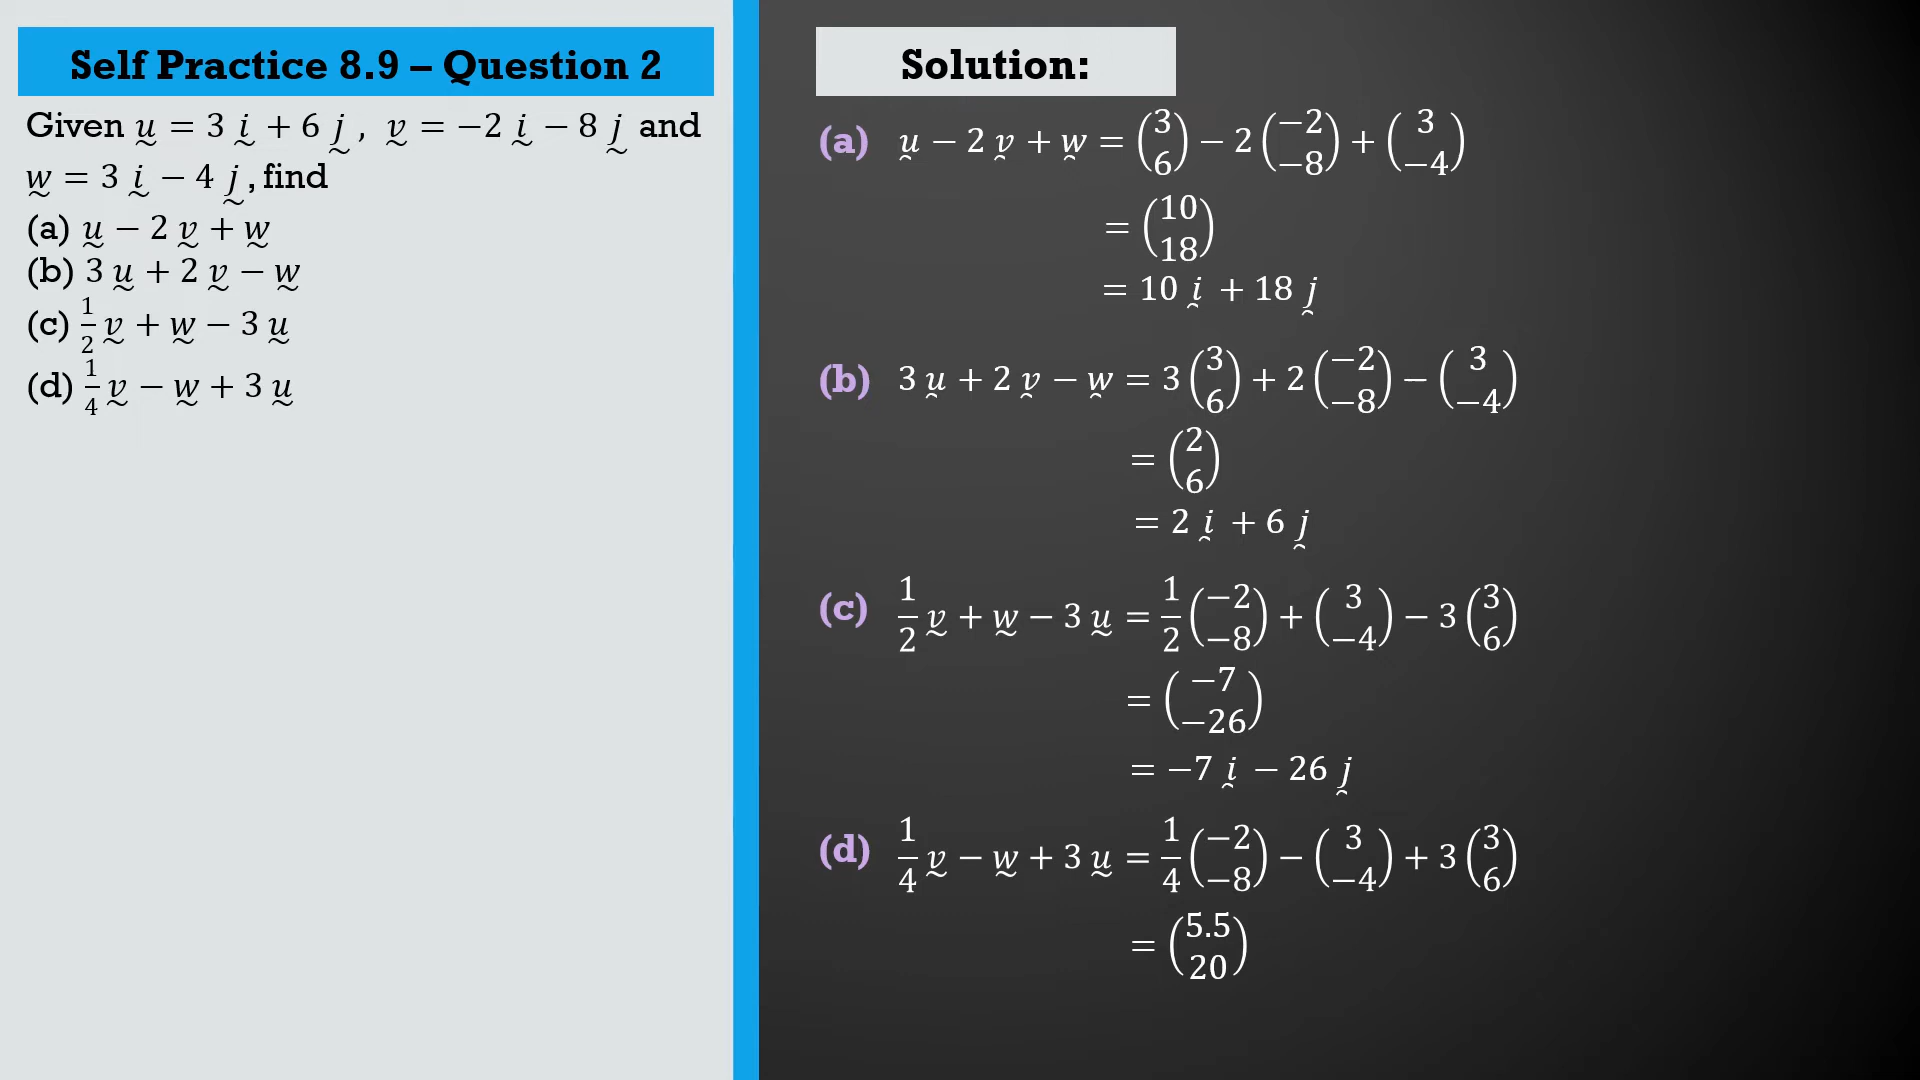 Self Practice 8.9 – Question 2
Given ṵ = 3 ḭ + 6 j̰ , v̰ = −2 ḭ − 8 j̰ and
w̰ = 3 ḭ − 4 j̰ , find
(a) ṵ − 2 v̰ + w̰
(b) 3 ṵ + 2 v̰ − w̰
(c) 1/2 v̰ + w̰ − 3 ṵ
(d) 1/4 v̰ − w̰ + 3 ṵ
Solution:
(a) ṵ − 2 v̰ + w̰ = (3 6) − 2 (−2 −8) + (3 −4)
= (10 18)
= 10 ḭ + 18 j̰
(b) 3 ṵ + 2 v̰ − w̰ = 3 (3 6) + 2 (−2 −8) − (3 −4)
= (2 6)
= 2 ḭ + 6 j̰
(c) 1/2 v̰ + w̰ − 3 ṵ = 1/2 (−2 −8) + (3 −4) − 3 (3 6)
= (−7 −26)
= −7 ḭ − 26 j̰
(d) 1/4 v̰ − w̰ + 3 ṵ = 1/4 (−2 −8) − (3 −4) + 3 (3 6)
= (5.5 20)